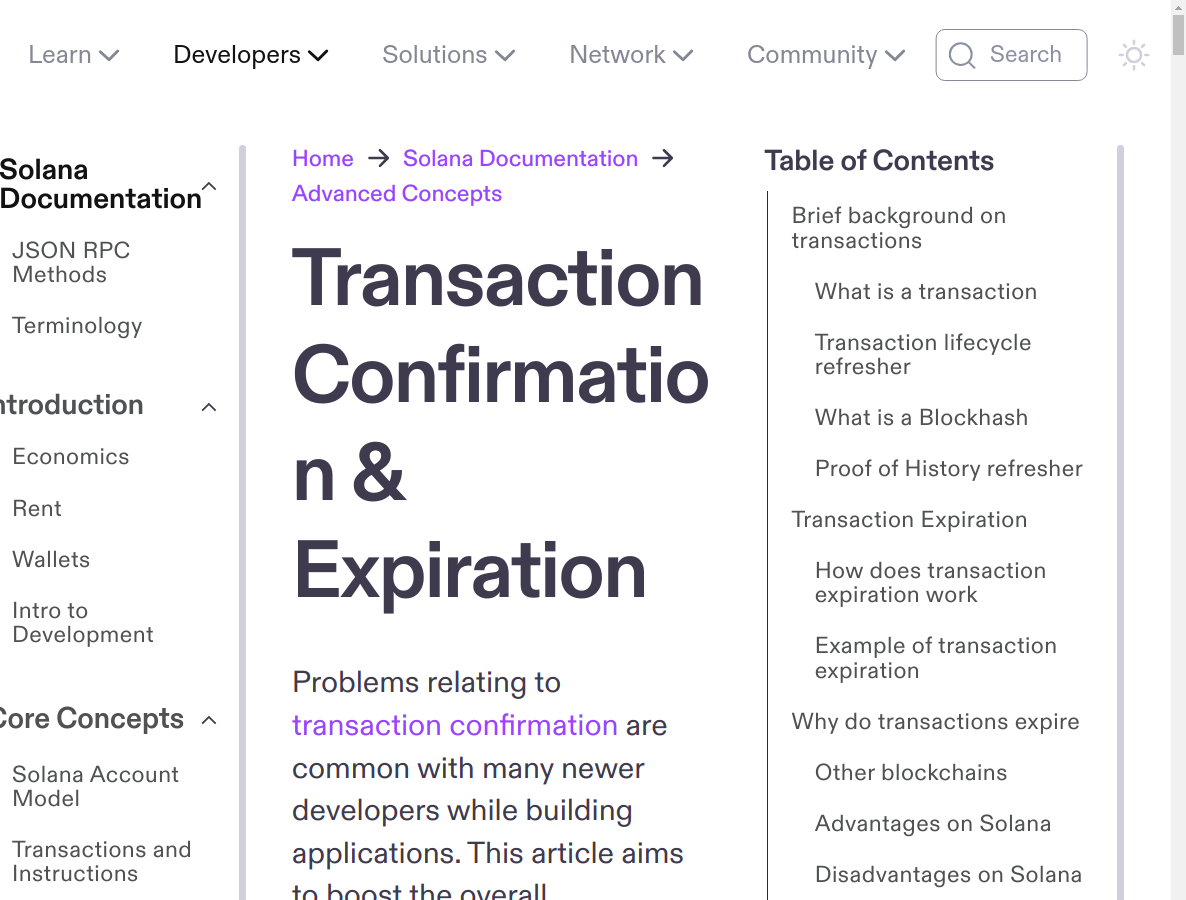 Learn
Developers
Solutions
Network
Community
Search
Solana
Documentation
JSON RPC
Methods
Terminology
ntroduction
Economics
Rent
Wallets
Intro to
Development
Core Concepts
Solana Account
Model
Transactions and
Instructions
Home → Solana Documentation →
Advanced Concepts
Transaction
Confirmatio
n &
Expiration
Problems relating to
transaction confirmation are
common with many newer
developers while building
applications. This article aims
to boost the overall
Table of Contents
Brief background on
transactions
What is a transaction
Transaction lifecycle
refresher
What is a Blockhash
Proof of History refresher
Transaction Expiration
How does transaction
expiration work
Example of transaction
expiration
Why do transactions expire
Other blockchains
Advantages on Solana
Disadvantages on Solana